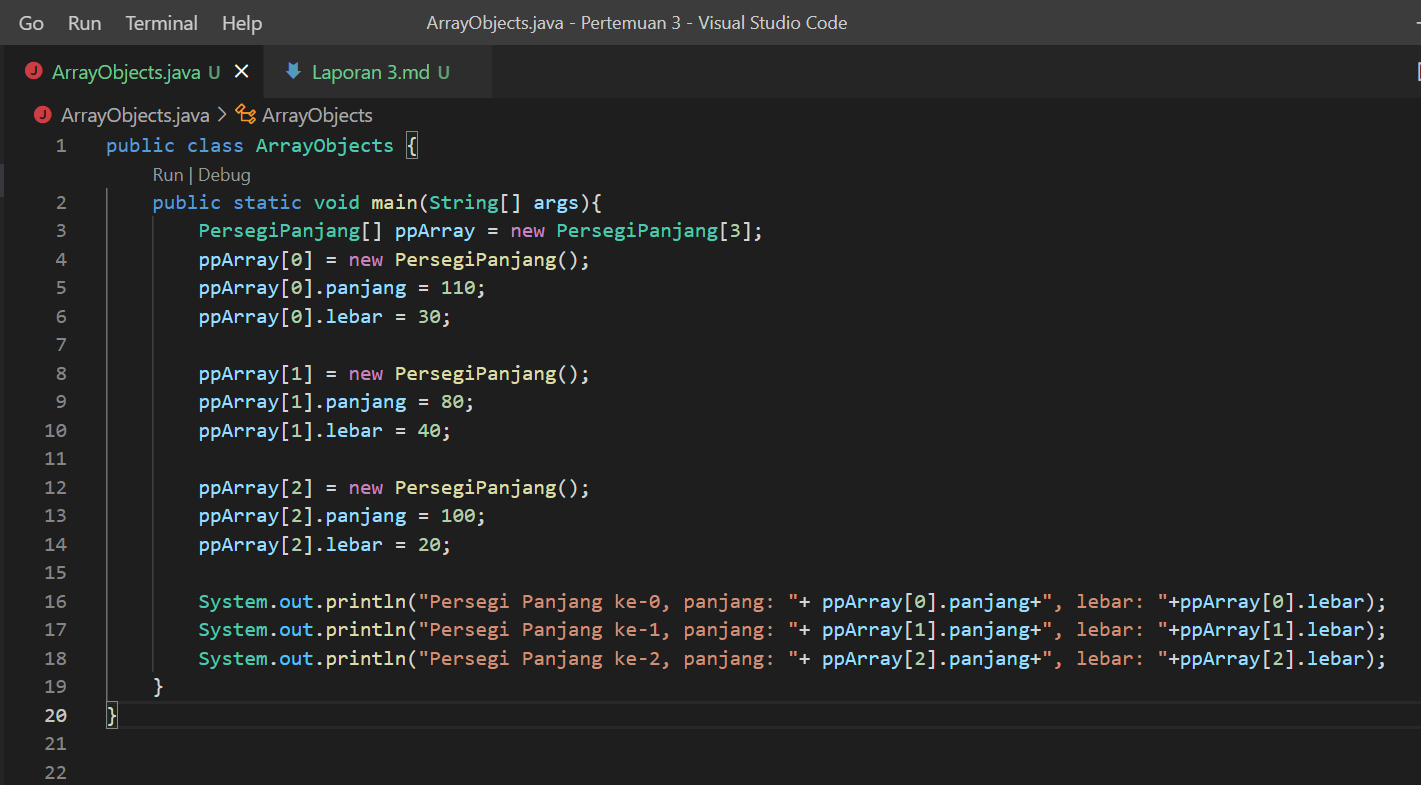 Go Run Terminal Help ArrayObjects.java - Pertemuan 3 - Visual Studio Code
J ArrayObjects.java U Laporan 3.md U
J ArrayObjects.java > ArrayObjects
1 public class ArrayObjects {
Run | Debug
2 public static void main(String[] args){
3 PersegiPanjang[] ppArray = new PersegiPanjang[3];
4 ppArray[0] = new PersegiPanjang();
5 ppArray[0].panjang = 110;
6 ppArray[0].lebar = 30;
7
8 ppArray[1] = new PersegiPanjang();
9 ppArray[1].panjang = 80;
10 ppArray[1].lebar = 40;
11
12 ppArray[2] = new PersegiPanjang();
13 ppArray[2].panjang = 100;
14 ppArray[2].lebar = 20;
15
16 System.out.println("Persegi Panjang ke-0, panjang: "+ ppArray[0].panjang+", lebar: "+ppArray[0].lebar);
17 System.out.println("Persegi Panjang ke-1, panjang: "+ ppArray[1].panjang+", lebar: "+ppArray[1].lebar);
18 System.out.println("Persegi Panjang ke-2, panjang: "+ ppArray[2].panjang+", lebar: "+ppArray[2].lebar);
19 }
20 }
21
22